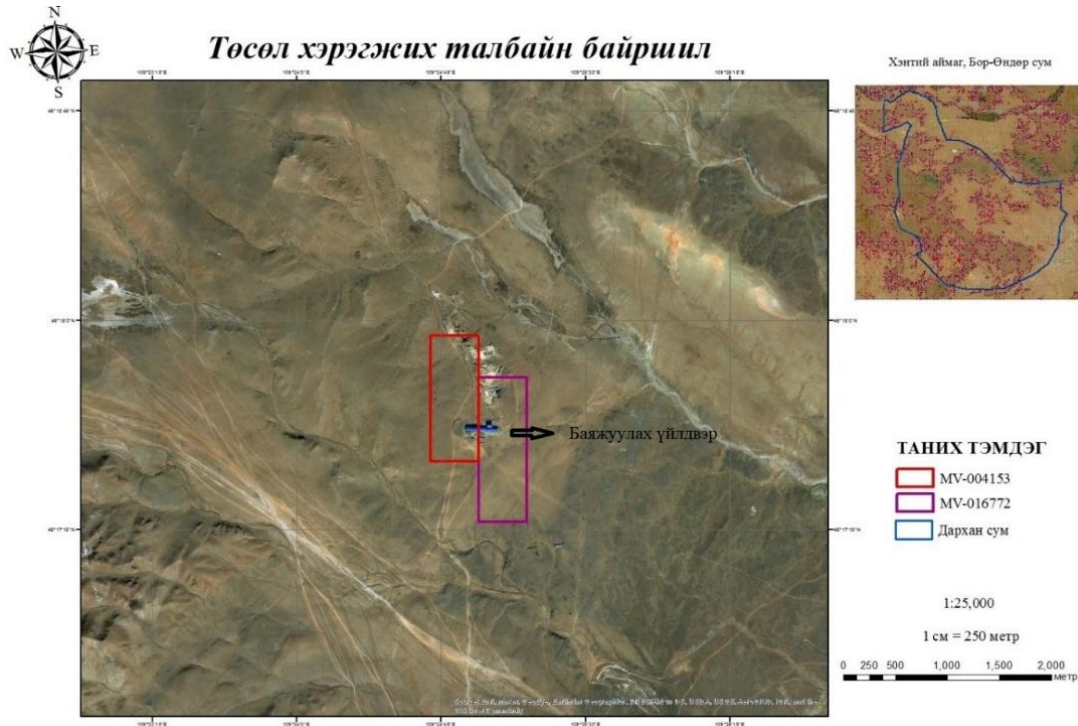 N
W E
S
Төсөл хэрэгжих талбайн байршил
Хэнтий аймаг, Бор-Өндөр сум
Баяжуулах үйлдвэр
ТАНИХ ТЭМДЭГ
MV-004153
MV-016772
Дархан сум
1:25,000
1 см = 250 метр
0 250 500 1,000 1,500 2,000
метр